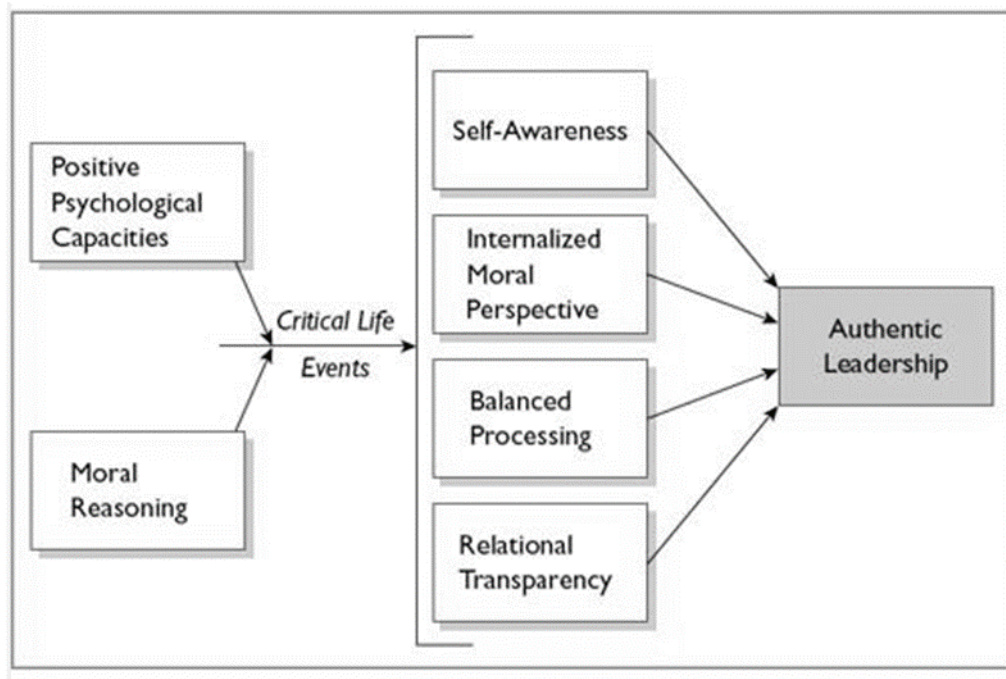 Positive
Psychological
Capacities
Moral
Reasoning
Critical Life
Events
Self-Awareness
Internalized
Moral
Perspective
Balanced
Processing
Relational
Transparency
Authentic
Leadership